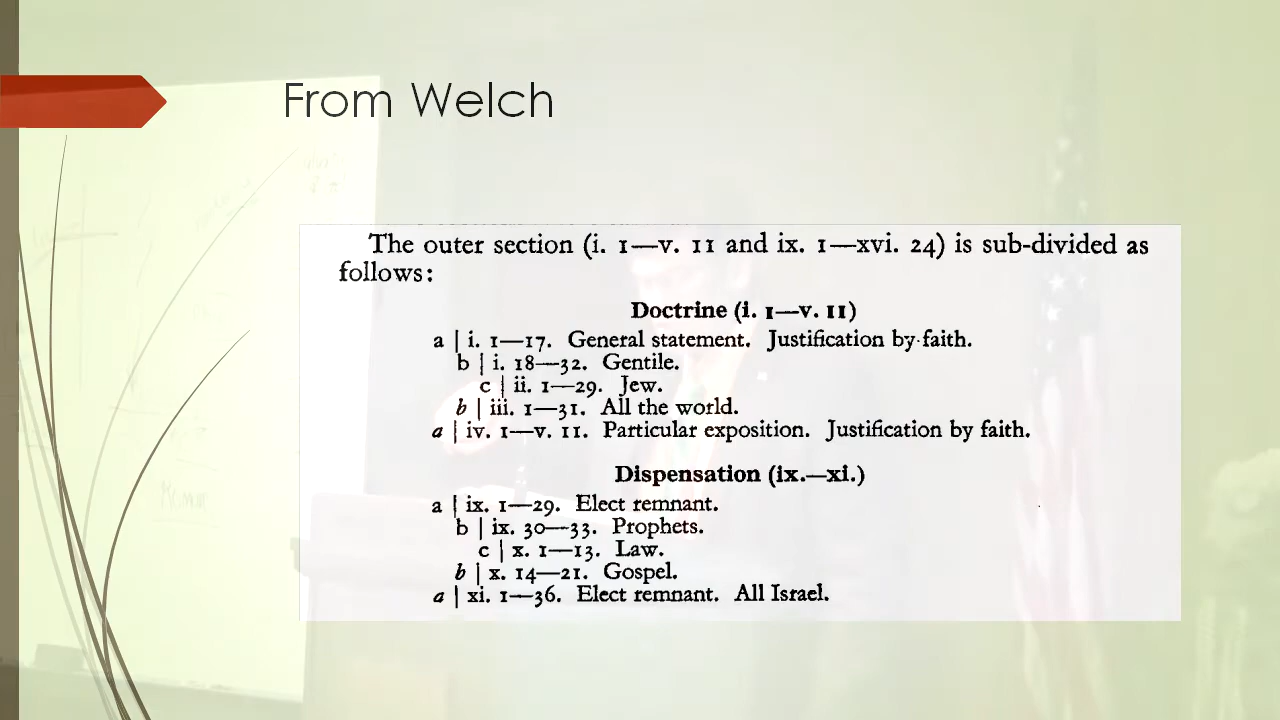 From Welch
The outer section (i. 1—v. 11 and ix. 1—xvi. 24) is sub-divided as
follows:
Doctrine (i. 1—v. 11)
a | i. 1—17. General statement. Justification by faith.
b | i. 18—32. Gentile.
c | ii. 1—29. Jew.
b | iii. 1—31. All the world.
a | iv. 1—v. 11. Particular exposition. Justification by faith.
Dispensation (ix.—xi.)
a | ix. 1—29. Elect remnant.
b | ix. 30—33. Prophets.
c | x. 1—13. Law.
b | x. 14—21. Gospel.
a | xi. 1—36. Elect remnant. All Israel.